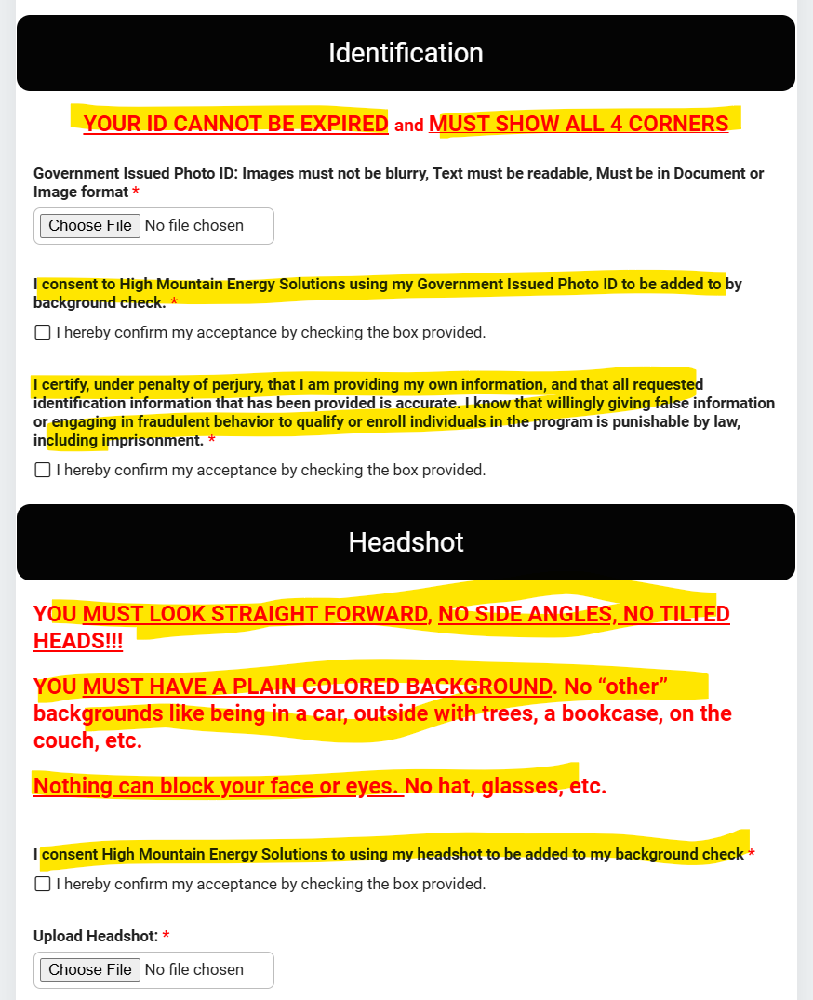 Identification
YOUR ID CANNOT BE EXPIRED and MUST SHOW ALL 4 CORNERS
Government Issued Photo ID: Images must not be blurry, Text must be readable, Must be in Document or
Image format *
Choose File No file chosen
I consent to High Mountain Energy Solutions using my Government Issued Photo ID to be added to by
background check. *
I hereby confirm my acceptance by checking the box provided.
I certify, under penalty of perjury, that I am providing my own information, and that all requested
identification information that has been provided is accurate. I know that willingly giving false information
or engaging in fraudulent behavior to qualify or enroll individuals in the program is punishable by law,
including imprisonment. *
I hereby confirm my acceptance by checking the box provided.
Headshot
YOU MUST LOOK STRAIGHT FORWARD, NO SIDE ANGLES, NO TILTED
HEADS!!!
YOU MUST HAVE A PLAIN COLORED BACKGROUND. No “other”
backgrounds like being in a car, outside with trees, a bookcase, on the
couch, etc.
Nothing can block your face or eyes. No hat, glasses, etc.
I consent High Mountain Energy Solutions to using my headshot to be added to my background check *
I hereby confirm my acceptance by checking the box provided.
Upload Headshot: *
Choose File No file chosen